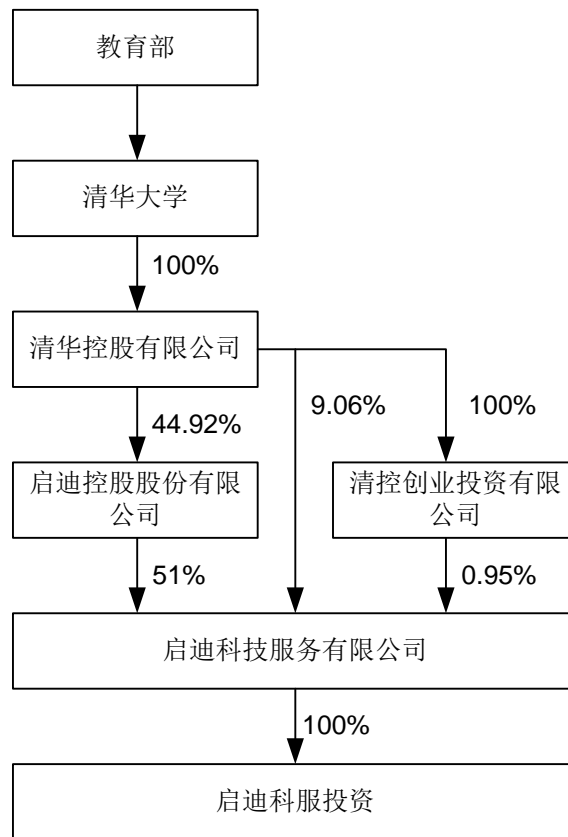 教育部
清华大学
100%
清华控股有限公司
44.92%
9.06%
100%
启迪控股股份有限
公司
清控创业投资有限
公司
51%
0.95%
启迪科技服务有限公司
100%
启迪科服投资